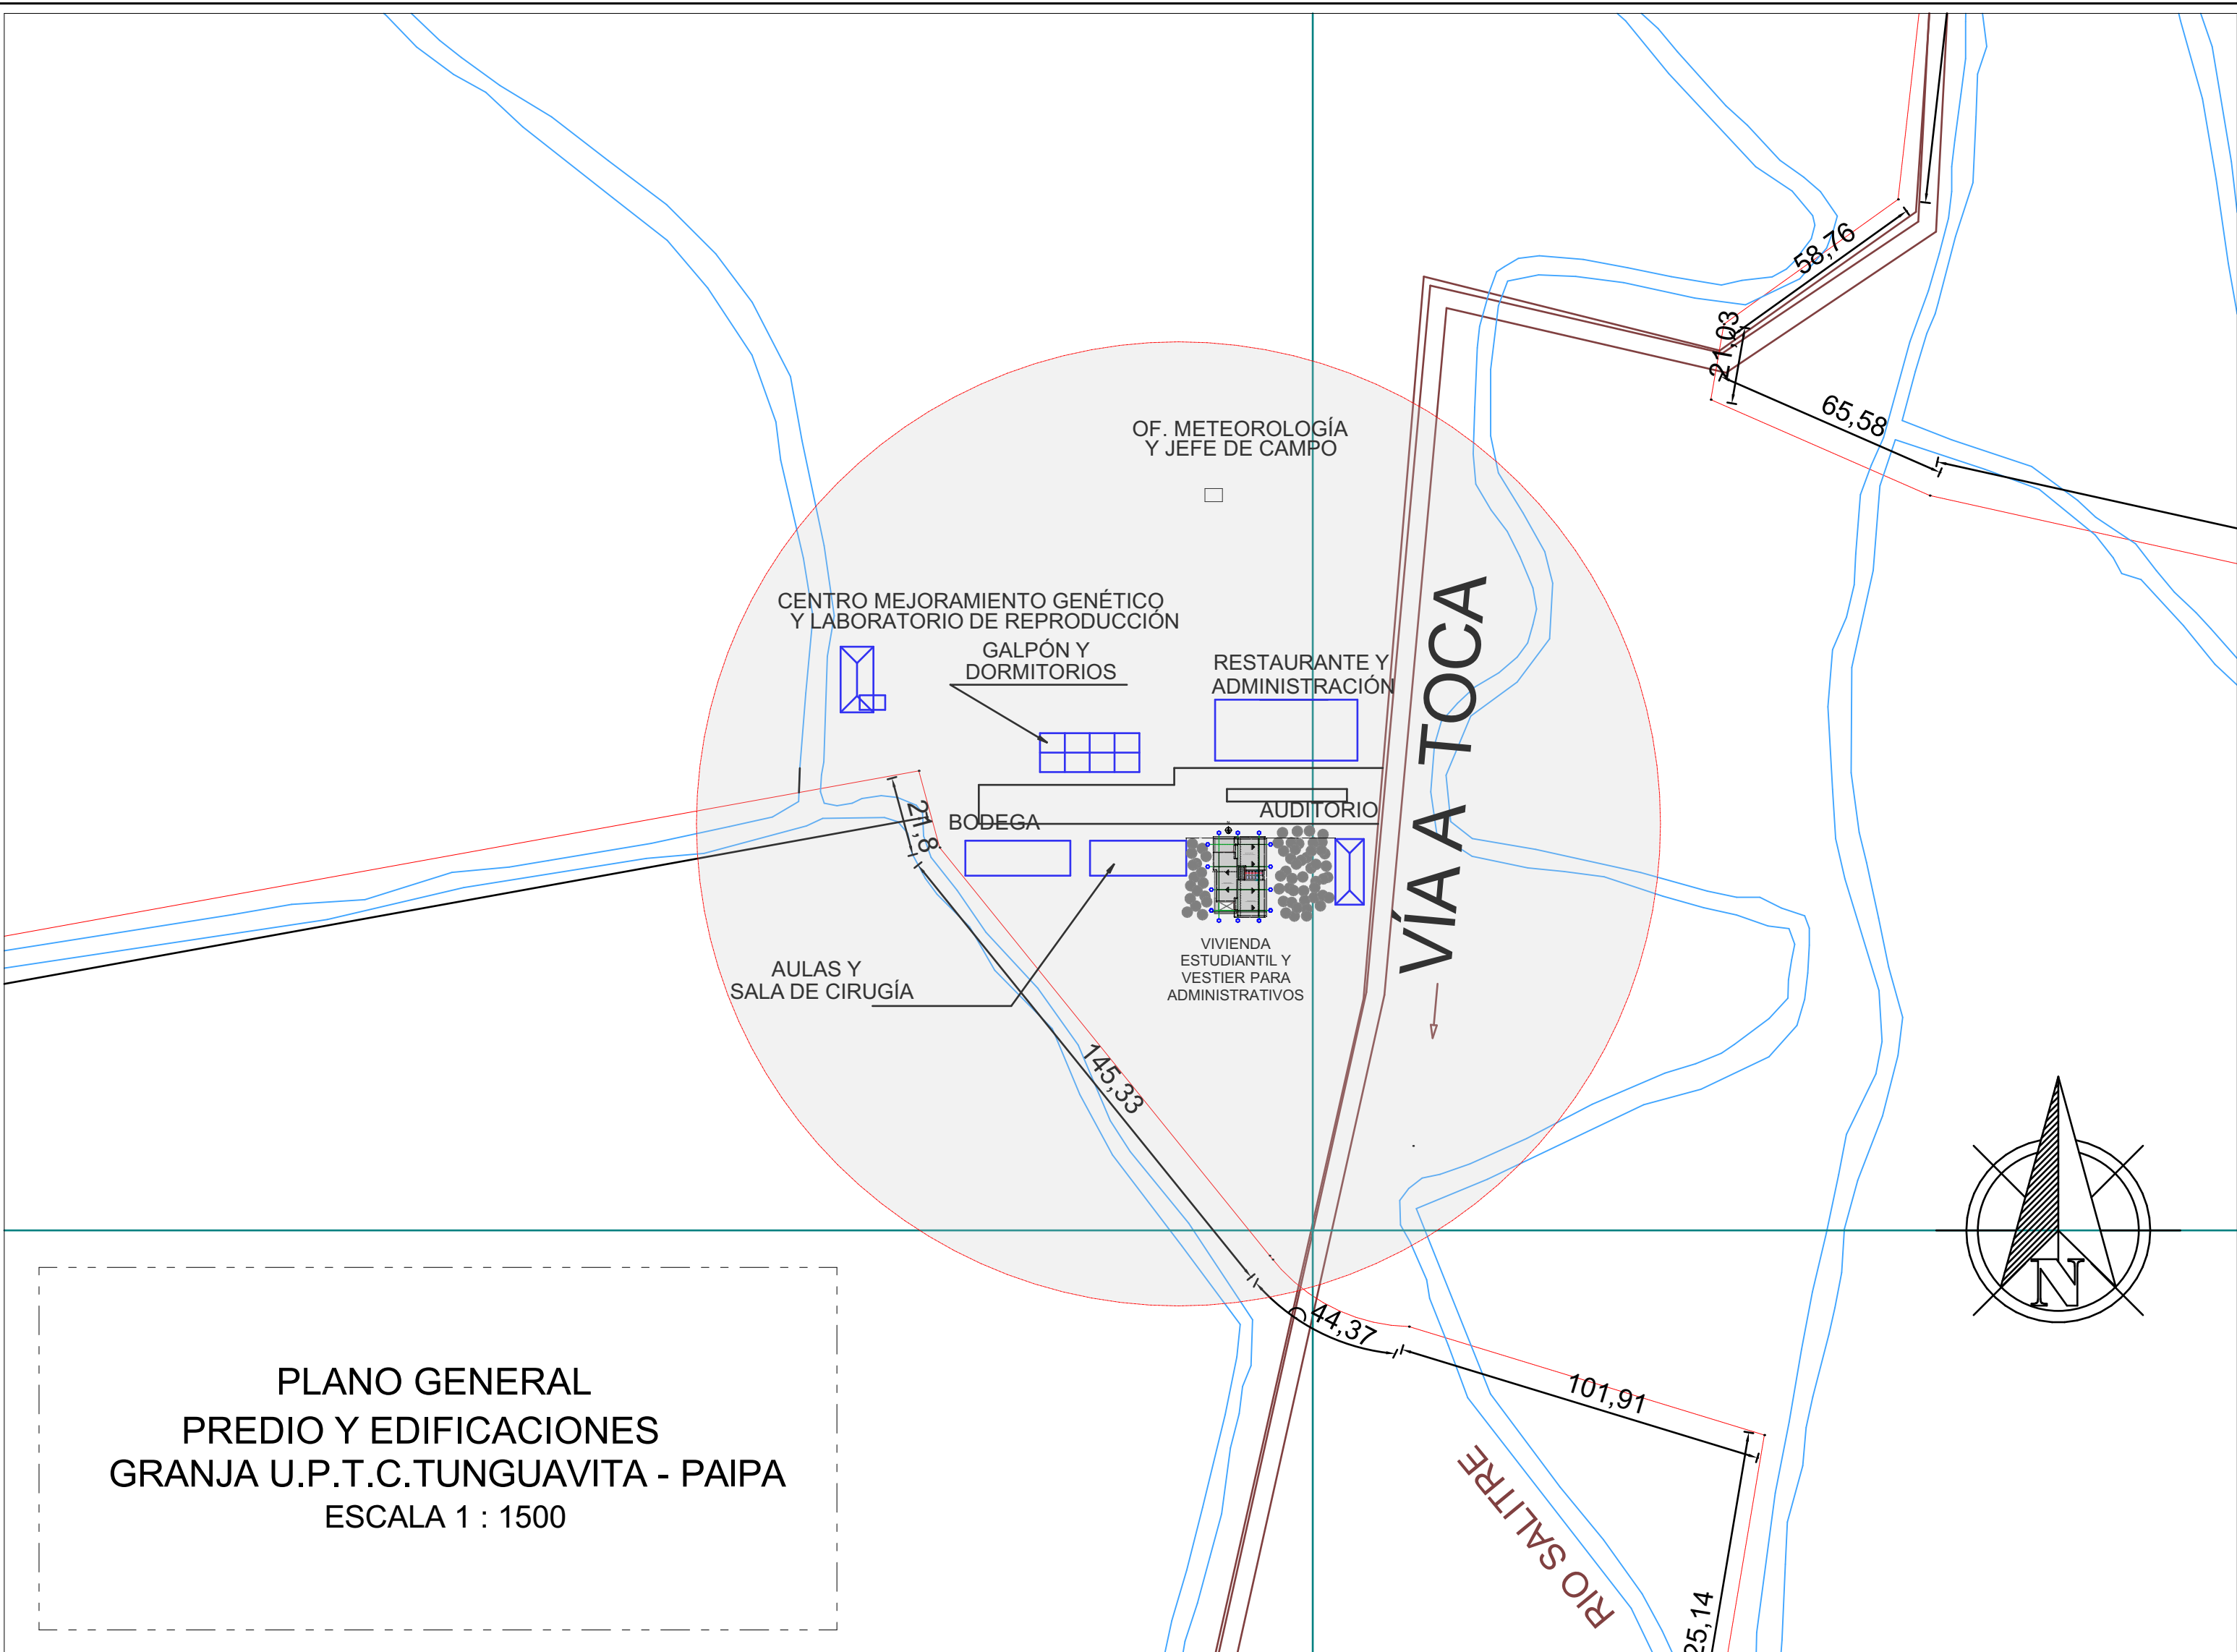 58,76
21,03
65,58
OF. METEOROLOGÍA
Y JEFE DE CAMPO
CENTRO MEJORAMIENTO GENÉTICO
Y LABORATORIO DE REPRODUCCIÓN
GALPÓN Y
DORMITORIOS
RESTAURANTE Y
ADMINISTRACIÓN
VÍA A TOCA
21,8
BODEGA
AUDITORIO
VIVIENDA
ESTUDIANTIL Y
VESTIER PARA
ADMINISTRATIVOS
AULAS Y
SALA DE CIRUGÍA
145,33
44,37
101,91
RIO SALITRE
25,14
N
PLANO GENERAL
PREDIO Y EDIFICACIONES
GRANJA U.P.T.C.TUNGUAVITA - PAIPA
ESCALA 1 : 1500